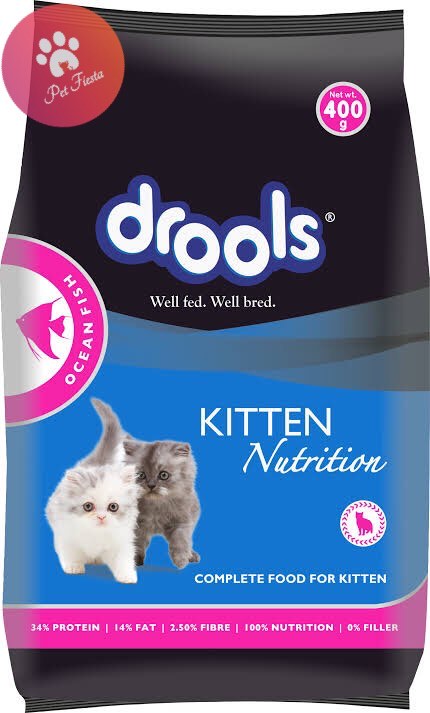 Pet Fiesta
Net wt.
400
g
drools®
Well fed. Well bred.
OCEAN FISH
KITTEN
Nutrition
COMPLETE FOOD FOR KITTEN
34% PROTEIN | 14% FAT | 2.50% FIBRE | 100% NUTRITION | 0% FILLER